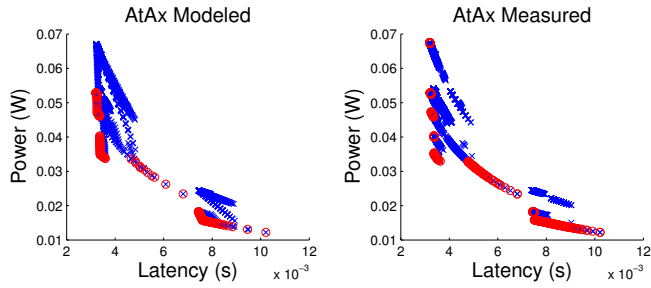 AtAx Modeled
0.07
0.06
0.05
0.04
0.03
0.02
0.01
Power (W)
2 4 6 8 10 12
Latency (s)
x 10⁻³
AtAx Measured
0.07
0.06
0.05
0.04
0.03
0.02
0.01
Power (W)
2 4 6 8 10 12
Latency (s)
x 10⁻³